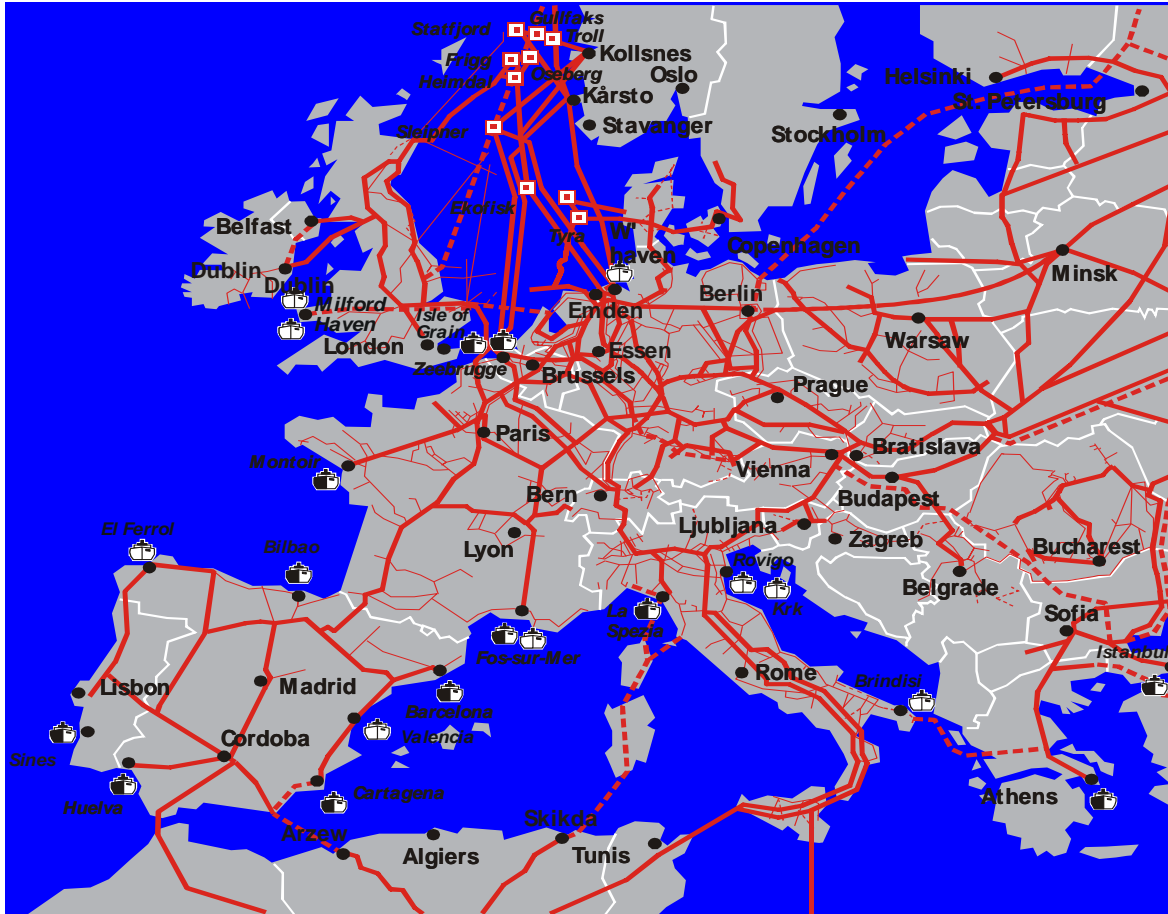 Statfjord
Gullfaks
Troll
Kollsnes
Frigg
Heimdal
Oseberg
Oslo
Kårsto
Helsinki
St. Petersburg
Sleipner
Stavanger
Stockholm
Ekofisk
Tyra
W'
haven
Copenhagen
Belfast
Dublin
Dublin
Milford
Haven
Minsk
Emden
Berlin
Isle of
Grain
London
Zeebrugge
Essen
Brussels
Warsaw
Prague
Paris
Montoir
Bern
Vienna
Bratislava
Budapest
Lyon
Ljubljana
Zagreb
Bucharest
El Ferrol
Bilbao
Rovigo
Krk
Belgrade
La
Spezia
Fos-sur-Mer
Sofia
Istanbul
Lisbon
Madrid
Barcelona
Valencia
Rome
Brindisi
Sines
Cordoba
Huelva
Cartagena
Athens
Arzew
Algiers
Skikda
Tunis